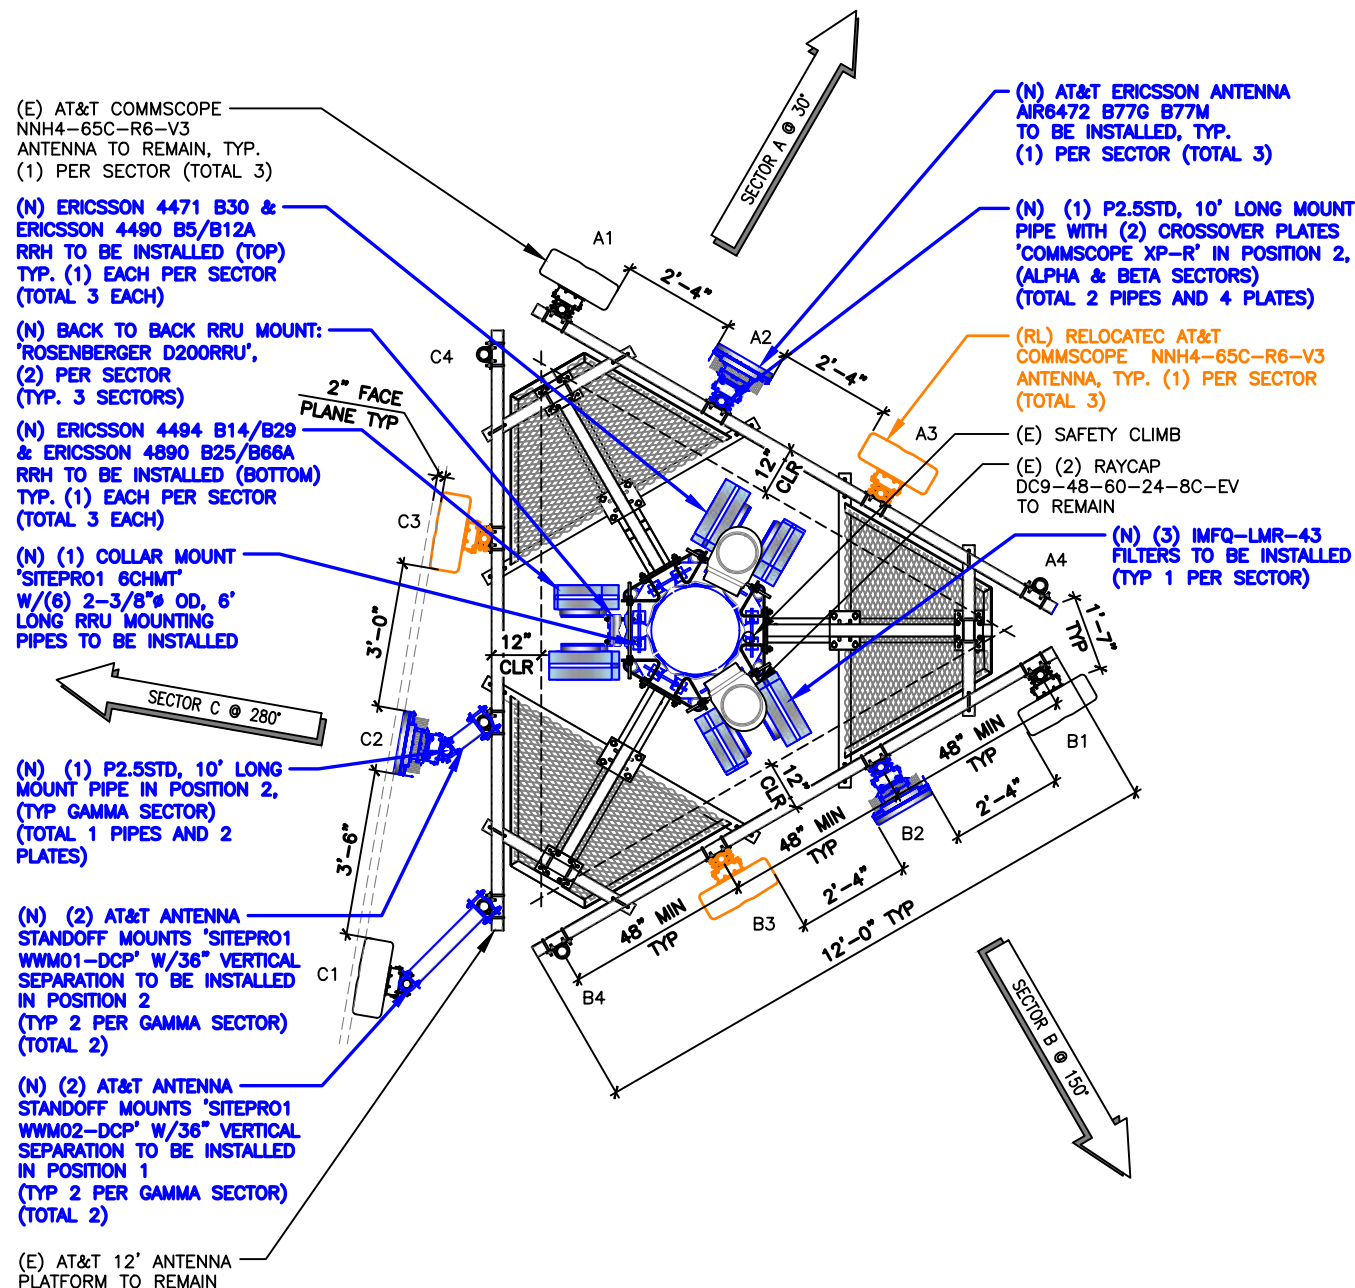 (E) AT&T COMMSCOPE
NNH4-65C-R6-V3
ANTENNA TO REMAIN, TYP.
(1) PER SECTOR (TOTAL 3)
(N) ERICSSON 4471 B30 &
ERICSSON 4490 B5/B12A
RRH TO BE INSTALLED (TOP)
TYP. (1) EACH PER SECTOR
(TOTAL 3 EACH)
(N) BACK TO BACK RRU MOUNT:
'ROSENBERGER D200RRU',
(2) PER SECTOR
(TYP. 3 SECTORS)
(N) ERICSSON 4494 B14/B29
& ERICSSON 4890 B25/B66A
RRH TO BE INSTALLED (BOTTOM)
TYP. (1) EACH PER SECTOR
(TOTAL 3 EACH)
(N) (1) COLLAR MOUNT
'SITEPRO1 6CHMT'
W/(6) 2-3/8"ø OD, 6'
LONG RRU MOUNTING
PIPES TO BE INSTALLED
SECTOR C @ 280°
(N) (1) P2.5STD, 10' LONG
MOUNT PIPE IN POSITION 2,
(TYP GAMMA SECTOR)
(TOTAL 1 PIPES AND 2
PLATES)
(N) (2) AT&T ANTENNA
STANDOFF MOUNTS 'SITEPRO1
WWM01-DCP' W/36" VERTICAL
SEPARATION TO BE INSTALLED
IN POSITION 2
(TYP 2 PER GAMMA SECTOR)
(TOTAL 2)
(N) (2) AT&T ANTENNA
STANDOFF MOUNTS 'SITEPRO1
WWM02-DCP' W/36" VERTICAL
SEPARATION TO BE INSTALLED
IN POSITION 1
(TYP 2 PER GAMMA SECTOR)
(TOTAL 2)
(E) AT&T 12' ANTENNA
PLATFORM TO REMAIN
SECTOR A @ 30°
(N) AT&T ERICSSON ANTENNA
AIR6472 B77G B77M
TO BE INSTALLED, TYP.
(1) PER SECTOR (TOTAL 3)
(N) (1) P2.5STD, 10' LONG MOUNT
PIPE WITH (2) CROSSOVER PLATES
'COMMSCOPE XP-R' IN POSITION 2,
(ALPHA & BETA SECTORS)
(TOTAL 2 PIPES AND 4 PLATES)
(RL) RELOCATEC AT&T
COMMSCOPE NNH4-65C-R6-V3
ANTENNA, TYP. (1) PER SECTOR
(TOTAL 3)
(E) SAFETY CLIMB
(E) (2) RAYCAP
DC9-48-60-24-8C-EV
TO REMAIN
(N) (3) IMFQ-LMR-43
FILTERS TO BE INSTALLED
(TYP 1 PER SECTOR)
SECTOR B @ 150°
A1
2'-4"
A2
2'-4"
A3
A4
1'-7"
TYP
12"
CLR
C4
2" FACE
PLANE TYP
C3
3'-0"
12"
CLR
C2
3'-6"
C1
B1
48" MIN
TYP
2'-4"
12"
CLR
B2
48" MIN
TYP
2'-4"
B3
48" MIN
TYP
12'-0" TYP
B4